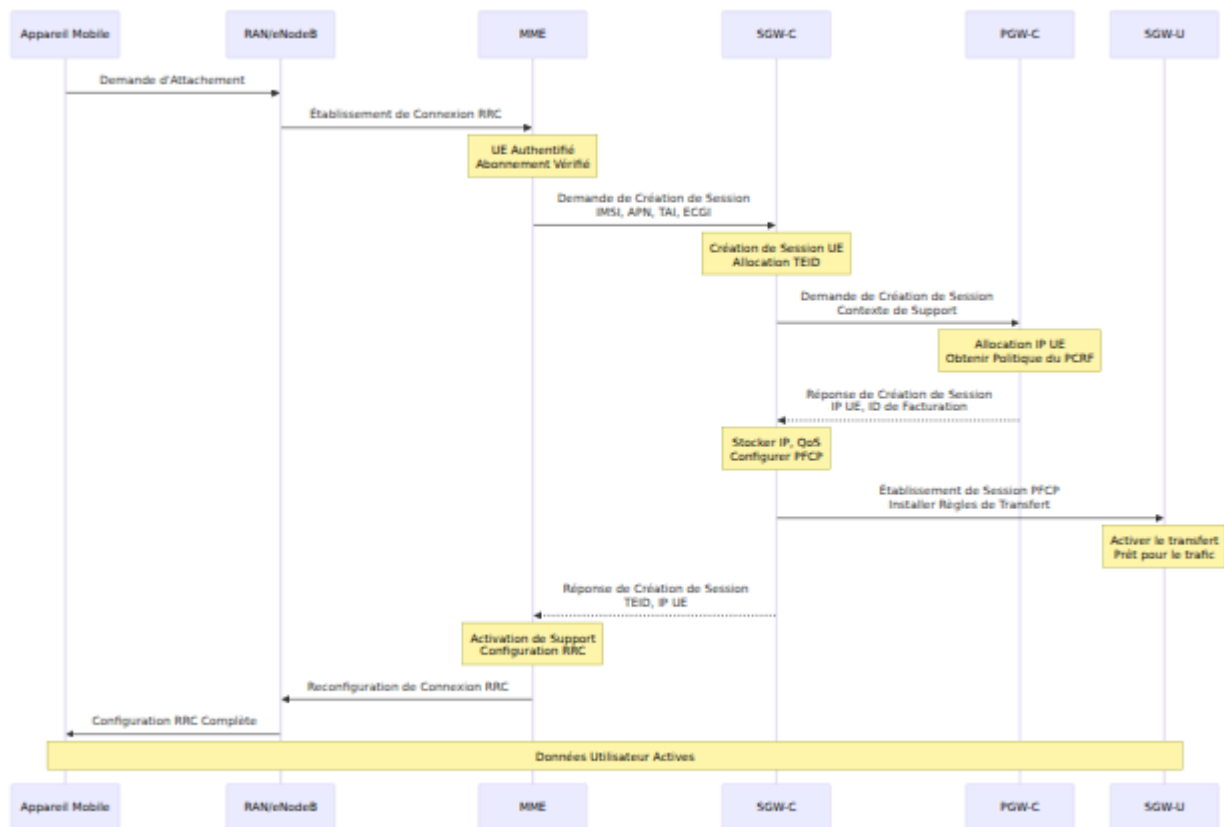 Appareil Mobile
RAN/eNodeB
MME
SGW-C
PGW-C
SGW-U
Demande d'Attachement
Établissement de Connexion RRC
UE Authentifié
Abonnement Vérifié
Demande de Création de Session
IMSI, APN, TAI, ECGI
Création de Session UE
Allocation TEID
Demande de Création de Session
Contexte de Support
Allocation IP UE
Obtenir Politique du PCRF
Réponse de Création de Session
IP UE, ID de Facturation
Stocker IP, QoS
Configurer PFCP
Établissement de Session PFCP
Installer Règles de Transfert
Activer le transfert
Prêt pour le trafic
Réponse de Création de Session
TEID, IP UE
Activation de Support
Configuration RRC
Reconfiguration de Connexion RRC
Configuration RRC Complète
Données Utilisateur Actives
Appareil Mobile
RAN/eNodeB
MME
SGW-C
PGW-C
SGW-U